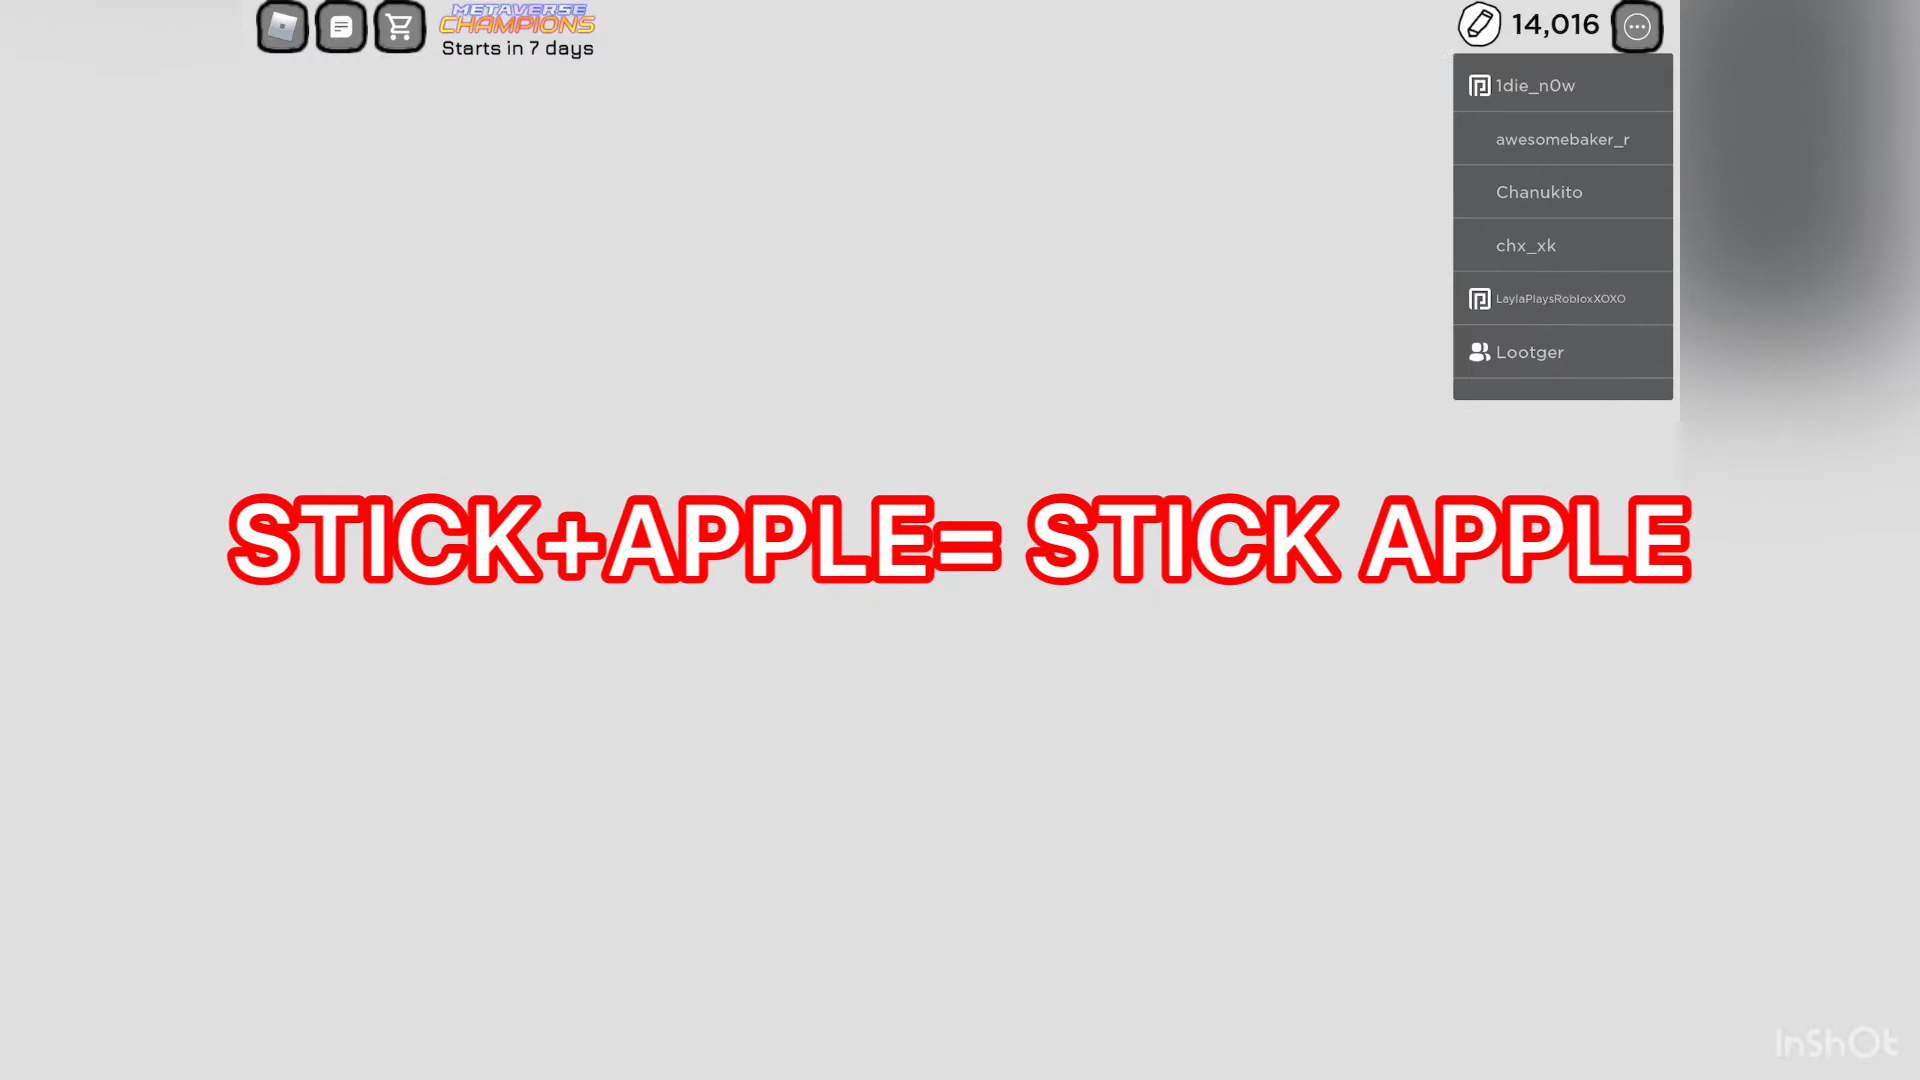 METAVERSE
CHAMPIONS
Starts in 7 days
14,016
1die_n0w
awesomebaker_r
Chanukito
chx_xk
LaylaPlaysRobloxXOXO
Lootger
STICK+APPLE= STICK APPLE
InShOt